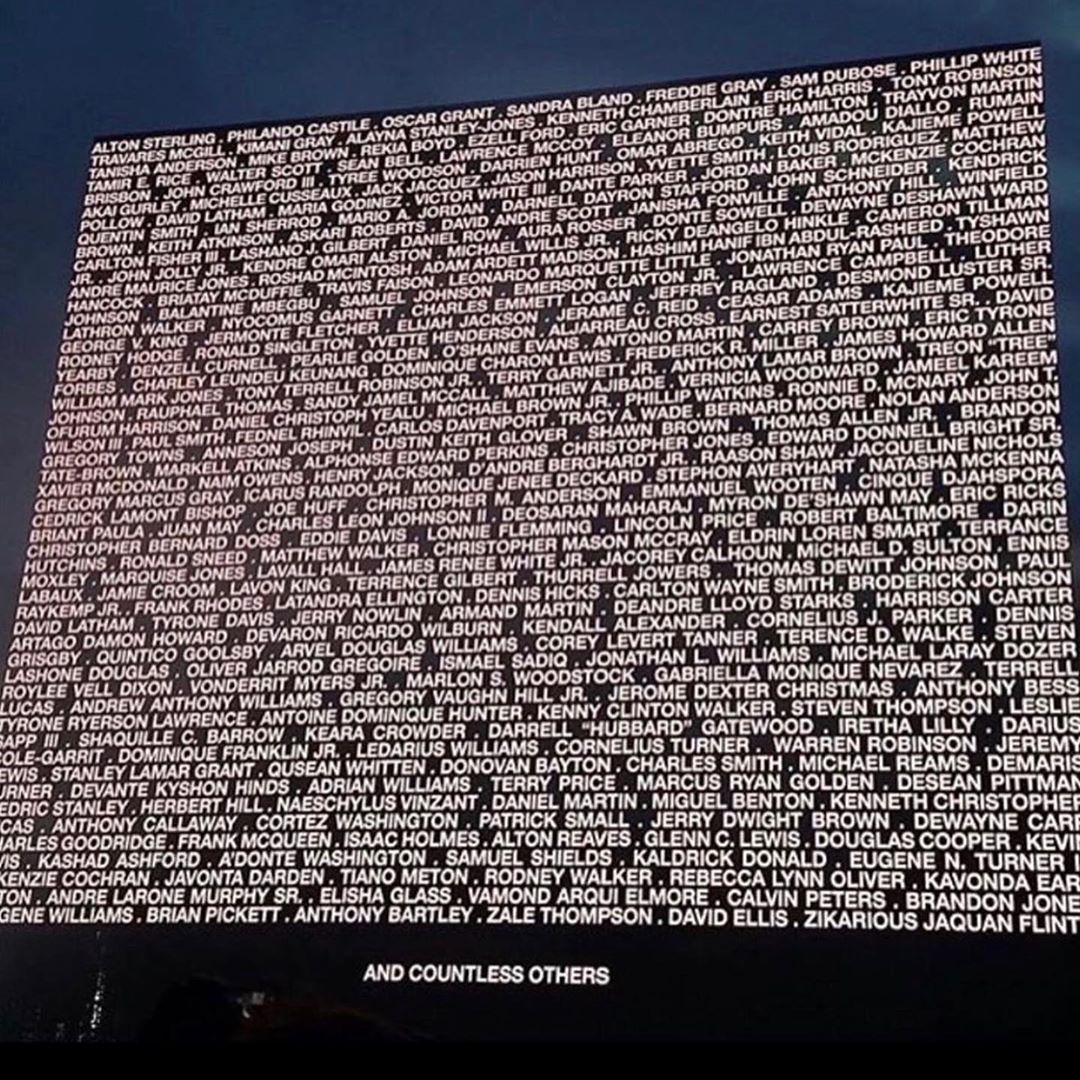 ALTON STERLING . PHILANDO CASTILE . OSCAR GRANT . SANDRA BLAND . FREDDIE GRAY . SAM DUBOSE . PHILLIP WHITE
TRAVARES MCGILL . KIMANI GRAY . ALAYNA STANLEY-JONES . KENNETH CHAMBERLAIN . ERIC HARRIS . TONY ROBINSON
TANISHA ANDERSON . MIKE BROWN . REKIA BOYD . EZELL FORD . ERIC GARNER . DONTRE HAMILTON . TRAYVON MARTIN
TAMIR E. RICE . WALTER SCOTT . SEAN BELL . LAWRENCE MCCOY . ELEANOR BUMPURS . AMADOU DIALLO . RUMAIN
BRISBON . JOHN CRAWFORD III . TYREE WOODSON . DARRIEN HUNT . OMAR ABREGO . KEITH VIDAL . KAJIEME POWELL
AKAI GURLEY . MICHELLE CUSSEAUX . JACK JACQUEZ . JASON HARRISON . YVETTE SMITH . LOUIS RODRIGUEZ . MATTHEW
POLLOW . DAVID LATHAM . MARIA GODINEZ . VICTOR WHITE III . DANTE PARKER . JORDAN BAKER . MCKENZIE COCHRAN
QUENTIN SMITH . IAN SHERROD . MARIO A. JORDAN . DARNELL DAYRON STAFFORD . JOHN SCHNEIDER . KENDRICK
BROWN . KEITH ATKINSON . ASKARI ROBERTS . DAVID ANDRE SCOTT . JANISHA FONVILLE . ANTHONY HILL . WINFIELD
CARLTON FISHER III . LASHANO J. GILBERT . DANIEL ROW . AURA ROSSER . DONTE SOWELL . DEWAYNE DESHAWN WARD
JR. . JOHN JOLLY JR. . KENDRE OMARI ALSTON . MICHAEL WILLIS JR. . RICKY DEANGELO HINKLE . CAMERON TILLMAN
ANDRE MAURICE JONES . ROSHAD MCINTOSH . ADAM ARDETT MADISON . HASHIM HANIF IBN ABDUL-RASHEED . TYSHAWN
HANCOCK . BRIATAY MCDUFFIE . TRAVIS FAISON . LEONARDO MARQUETTE LITTLE . JONATHAN RYAN PAUL . THEODORE
JOHNSON . BALANTINE MBEGBU . SAMUEL JOHNSON . EMERSON CLAYTON JR. . LAWRENCE CAMPBELL . LUTHER
ATHRON WALKER . NYOCOMUS GARNETT . CHARLES EMMETT LOGAN . JEFFREY RAGLAND . DESMOND LUSTER SR.
GEORGE V. KING . JERMONTE FLETCHER . ELIJAH JACKSON . JERAME C. REID . CEASAR ADAMS . KAJIEME POWELL
RODNEY HODGE . RONALD SINGLETON . YVETTE HENDERSON . ALJARREAU CROSS . EARNEST SATTERWHITE SR. . DAVID
YEARBY . DENZELL CURNELL . PEARLIE GOLDEN . O'SHAINE EVANS . ANTONIO MARTIN . CARREY BROWN . ERIC TYRONE
FORBES . CHARLEY LEUNDEU KEUNANG . DOMINIQUE CHARON LEWIS . FREDERICK R. MILLER . JAMES HOWARD ALLEN
WILLIAM MARK JONES . TONY TERRELL ROBINSON JR. . TERRY GARNETT JR. . ANTHONY LAMAR BROWN . TREON "TREE
JOHNSON . RAUPHAEL THOMAS . SANDY JAMEL MCCALL . MATTHEW AJIBADE . VERNICIA WOODWARD . JAMEEL KAREEM
OFURUM HARRISON . DANIEL CHRISTOPH YEALU . MICHAEL BROWN JR. . PHILLIP WATKINS . RONNIE D. MCNARY . JOHN T.
WILSON III . PAUL SMITH . FEDNEL RHINVIL . CARLOS DAVENPORT . TRACY A. WADE . BERNARD MOORE . NOLAN ANDERSON
GREGORY TOWNS . ANNESON JOSEPH . DUSTIN KEITH GLOVER . SHAWN BROWN . THOMAS ALLEN JR. . BRANDON
TATE-BROWN . MARKELL ATKINS . ALPHONSE EDWARD PERKINS . CHRISTOPHER JONES . EDWARD DONNELL BRIGHT SR.
XAVIER MCDONALD . NAIM OWENS . HENRY JACKSON . D'ANDRE BERGHARDY JR. . RAASON SHAW . JACQUELINE NICHOLS
GREGORY MARCUS GRAY . ICARUS RANDOLPH . MONIQUE JENEE DECKARD . STEPHON AVERYHART . NATASHA MCKENNA
CEDRICK LAMONT BISHOP . JOE HUFF . CHRISTOPHER M. ANDERSON . EMMANUEL WOOTEN . CINQUE DJAHSPORA
BRIANT PAULA . JUAN MAY . CHARLES LEON JOHNSON II . DEOSARAN MAHARAJ . MYRON DE'SHAWN MAY . ERIC RICKS
CHRISTOPHER BERNARD DOSS . EDDIE DAVIS . LONNIE FLEMMING . LINCOLN PRICE . ROBERT BALTIMORE . DARIN
HUTCHINS . RONALD SNEED . MATTHEW WALKER . CHRISTOPHER MASON MCCRAY . ELDRIN LOREN SMART . TERRANCE
MOXLEY . MARQUISE JONES . LAVALL HALL . JAMES RENEE WHITE JR. . JACOREY CALHOUN . MICHAEL D. SULTON . ENNIS
LABAUX . JAMIE CROOM . LAVON KING . TERRENCE GILBERT . THURRELL JOWERS . THOMAS DEWITT JOHNSON . PAUL
RAYKEMP JR. . FRANK RHODES . LATANDRA ELLINGTON . DENNIS HICKS . CARLTON WAYNE SMITH . BRODERICK JOHNSON
DAVID LATHAM . TYRONE DAVIS . JERRY NOWLIN . ARMAND MARTIN . DEANDRE LLOYD STARKS . HARRISON CARTER
ARTAGO DAMON HOWARD . DEVARON RICARDO WILBURN . KENDALL ALEXANDER . CORNELIUS J. PARKER . DENNIS
GRISGBY . QUINTICO GOOLSBY . ARVEL DOUGLAS WILLIAMS . COREY LEVERT TANNER . TERENCE D. WALKE . STEVEN
LASHONE DOUGLAS . OLIVER JARROD GREGOIRE . ISMAEL SADIQ . JONATHAN L. WILLIAMS . MICHAEL LARAY DOZER
ROYLEE VELL DIXON . VONDERRIT MYERS JR. . MARLON S. WOODSTOCK . GABRIELLA MONIQUE NEVAREZ . TERRELL
LUCAS . ANDREW ANTHONY WILLIAMS . GREGORY VAUGHN HILL JR. . JEROME DEXTER CHRISTMAS . ANTHONY BESS
TYRONE RYERSON LAWRENCE . ANTOINE DOMINIQUE HUNTER . KENNY CLINTON WALKER . STEVEN THOMPSON . LESLIE
SAPP III . SHAQUILLE C. BARROW . KEARA CROWDER . DARRELL "HUBBARD" GATEWOOD . IRETHA LILLY . DARIUS
COLE-GARRIT . DOMINIQUE FRANKLIN JR. . LEDARIUS WILLIAMS . CORNELIUS TURNER . WARREN ROBINSON . JEREMY
EWIS . STANLEY LAMAR GRANT . QUSEAN WHITTEN . DONOVAN BAYTON . CHARLES SMITH . MICHAEL REAMS . DEMARIS
URNER . DEVANTE KYSHON HINDS . ADRIAN WILLIAMS . TERRY PRICE . MARCUS RYAN GOLDEN . DESEAN PITTMAN
EDRIC STANLEY . HERBERT HILL . NAESCHYLUS VINZANT . DANIEL MARTIN . MIGUEL BENTON . KENNETH CHRISTOPHER
CAS . ANTHONY CALLAWAY . CORTEZ WASHINGTON . PATRICK SMALL . JERRY DWIGHT BROWN . DEWAYNE CARR
HARLES GOODRIDGE . FRANK MCQUEEN . ISAAC HOLMES . ALTON REAVES . GLENN C. LEWIS . DOUGLAS COOPER . KEVI
VIS . KASHAD ASHFORD . A'DONTE WASHINGTON . SAMUEL SHIELDS . KALDRICK DONALD . EUGENE N. TURNER I
KENZIE COCHRAN . JAVONTA DARDEN . TIANO METON . RODNEY WALKER . REBECCA LYNN OLIVER . KAVONDA EAR
TON . ANDRE LARONE MURPHY SR. . ELISHA GLASS . VAMOND ARQUI ELMORE . CALVIN PETERS . BRANDON JONE
GENE WILLIAMS . BRIAN PICKETT . ANTHONY BARTLEY . ZALE THOMPSON . DAVID ELLIS . ZIKARIOUS JAQUAN FLINT
AND COUNTLESS OTHERS